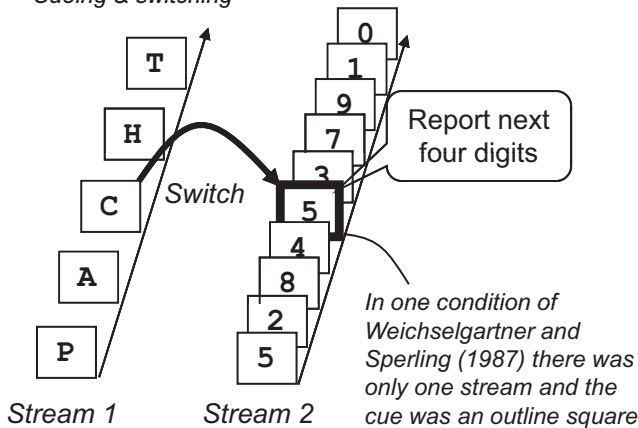 Cueing & switching
T
H
C
A
P
Switch
0
1
9
7
3
5
4
8
2
5
Report next
four digits
In one condition of
Weichselgartner and
Sperling (1987) there was
only one stream and the
cue was an outline square
Stream 1
Stream 2